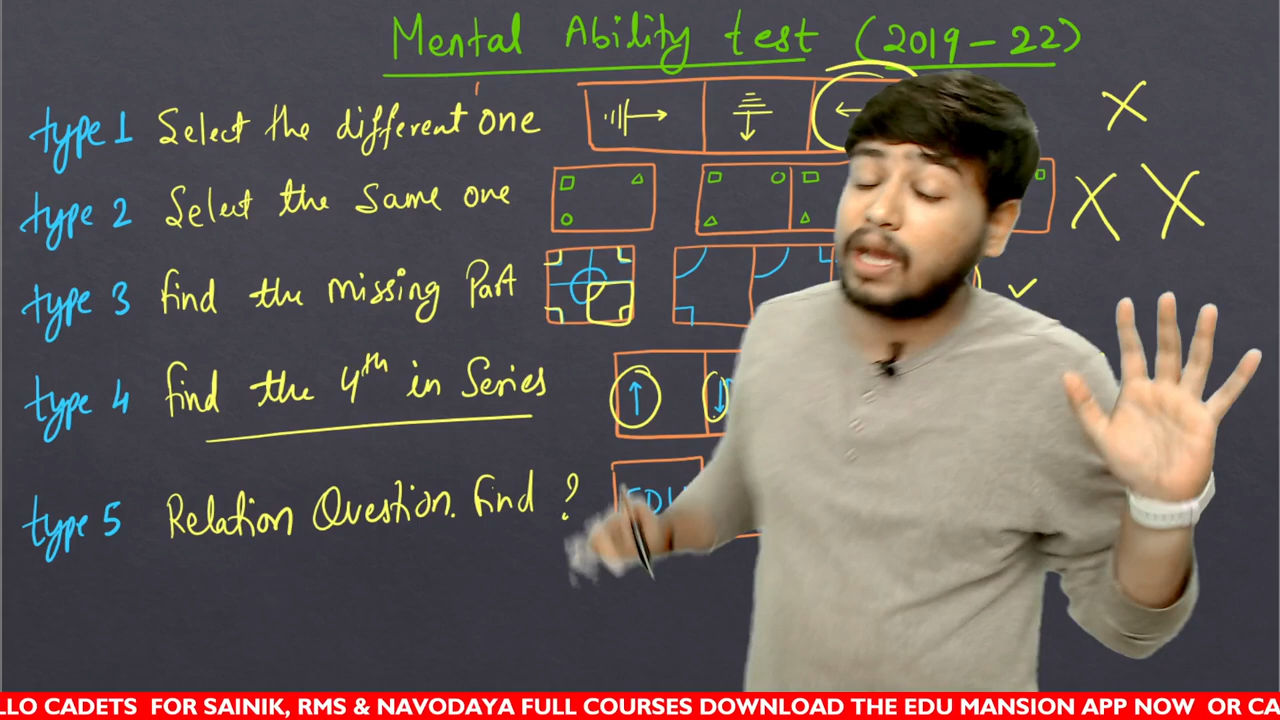 Mental Ability test (2019-22)
type 1 Select the different one
type 2 Select the Same one
type 3 find the missing Part
type 4 find the 4th in Series
type 5 Relation Question. find ?
CADETS FOR SAINIK, RMS & NAVODAYA FULL COURSES DOWNLOAD THE EDU MANSION APP NOW OR